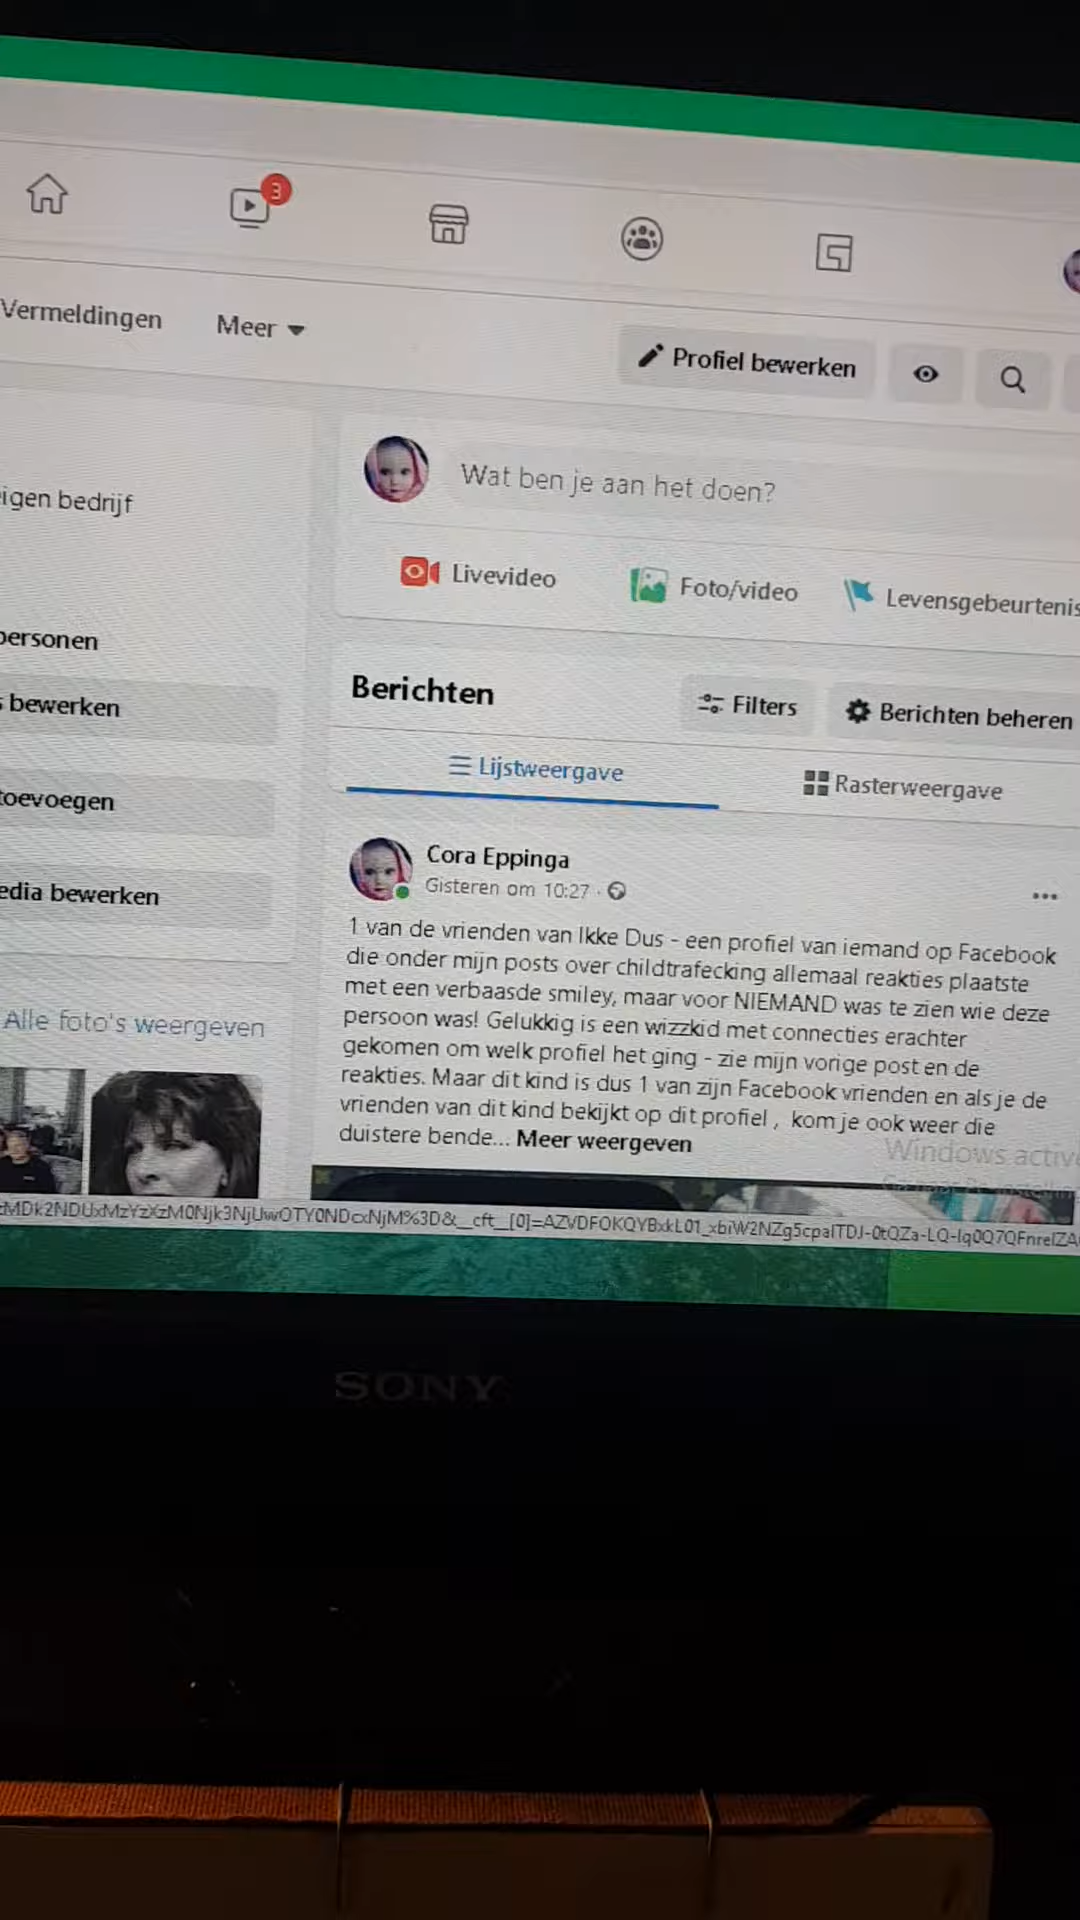 3
Vermeldingen
Meer
Profiel bewerken
Wat ben je aan het doen?
igen bedrijf
Livevideo
Foto/video
Levensgebeurtenis
personen
bewerken
Berichten
Filters
Berichten beheren
Lijstweergave
Rasterweergave
toevoegen
edia bewerken
Cora Eppinga
Gisteren om 10:27 ·
1 van de vrienden van Ikke Dus - een profiel van iemand op Facebook
die onder mijn posts over childtrafecking allemaal reakties plaatste
met een verbaasde smiley, maar voor NIEMAND was te zien wie deze
persoon was! Gelukkig is een wizzkid met connecties erachter
gekomen om welk profiel het ging - zie mijn vorige post en de
reakties. Maar dit kind is dus 1 van zijn Facebook vrienden en als je de
vrienden van dit kind bekijkt op dit profiel , kom je ook weer die
duistere bende... Meer weergeven
Alle foto's weergeven
Windows active
SONY